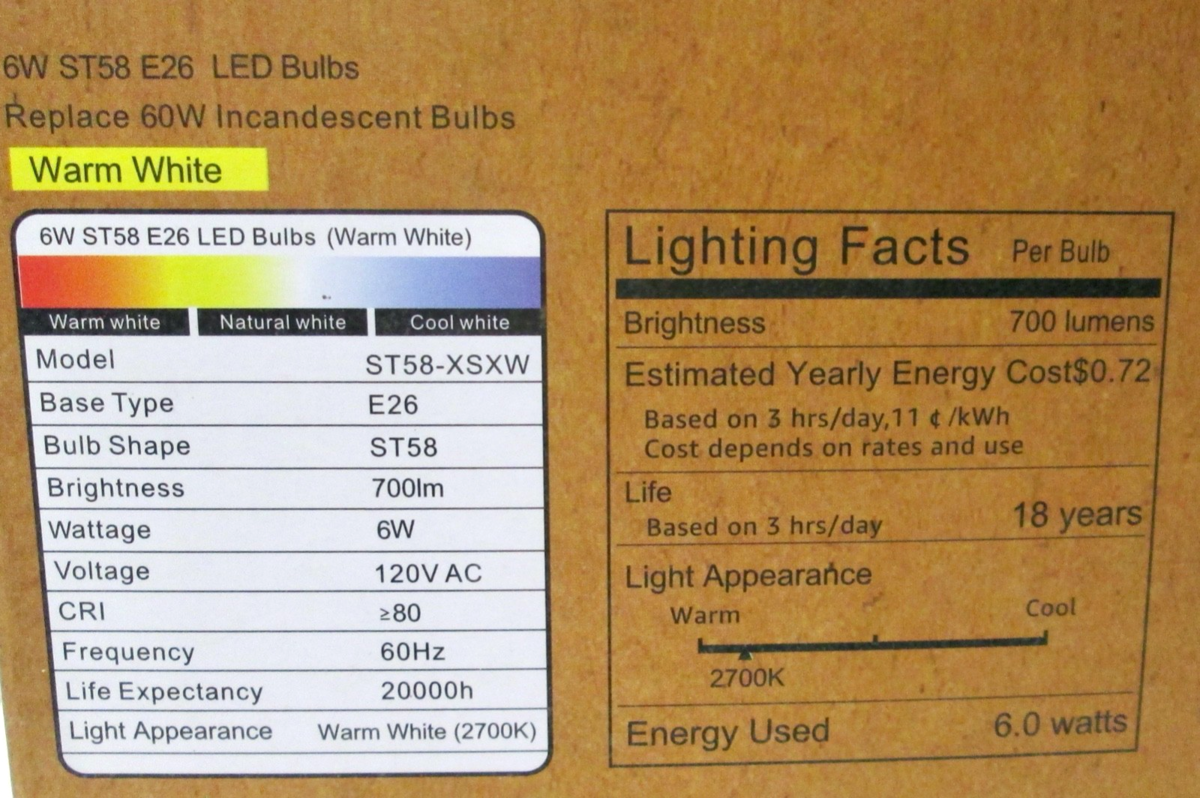 6W ST58 E26 LED Bulbs
Replace 60W Incandescent Bulbs
Warm White
6W ST58 E26 LED Bulbs (Warm White)
Warm white Natural white Cool white
Model ST58-XSXW
Base Type E26
Bulb Shape ST58
Brightness 700lm
Wattage 6W
Voltage 120V AC
CRI ≥80
Frequency 60Hz
Life Expectancy 20000h
Light Appearance Warm White (2700K)
Lighting Facts Per Bulb
Brightness 700 lumens
Estimated Yearly Energy Cost$0.72
Based on 3 hrs/day,11 ¢ /kWh
Cost depends on rates and use
Life
Based on 3 hrs/day 18 years
Light Appearance
Warm Cool
2700K
Energy Used 6.0 watts